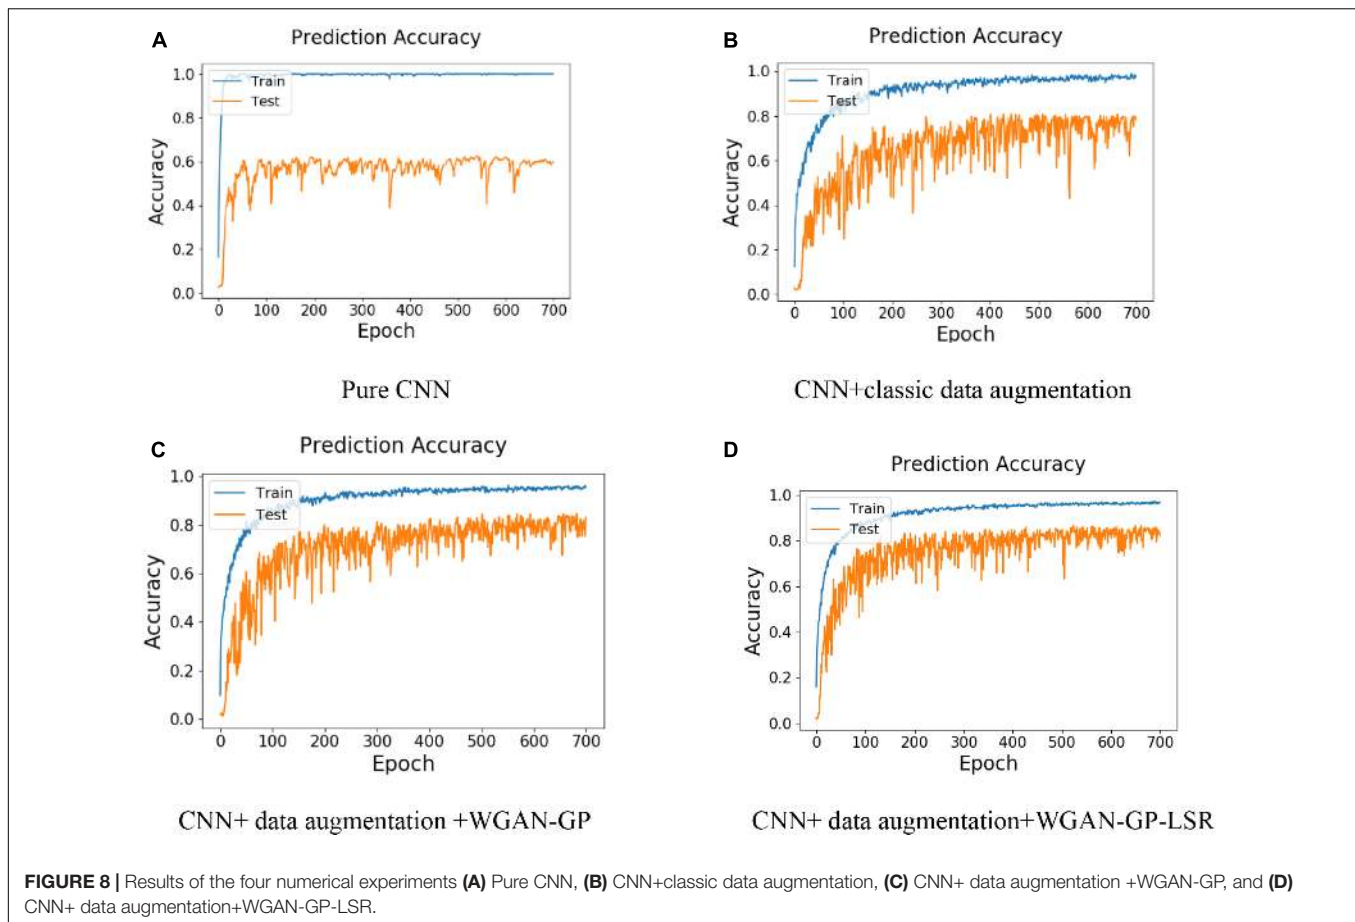 A
Prediction Accuracy
1.0
0.8
0.6
0.4
0.2
0.0
Accuracy
Train
Test
0 100 200 300 400 500 600 700
Epoch
Pure CNN
B
Prediction Accuracy
1.0
0.8
0.6
0.4
0.2
0.0
Accuracy
Train
Test
0 100 200 300 400 500 600 700
Epoch
CNN+classic data augmentation
C
Prediction Accuracy
1.0
0.8
0.6
0.4
0.2
0.0
Accuracy
Train
Test
0 100 200 300 400 500 600 700
Epoch
CNN+ data augmentation +WGAN-GP
D
Prediction Accuracy
1.0
0.8
0.6
0.4
0.2
0.0
Accuracy
Train
Test
0 100 200 300 400 500 600 700
Epoch
CNN+ data augmentation+WGAN-GP-LSR
FIGURE 8 | Results of the four numerical experiments (A) Pure CNN, (B) CNN+classic data augmentation, (C) CNN+ data augmentation +WGAN-GP, and (D)
CNN+ data augmentation+WGAN-GP-LSR.